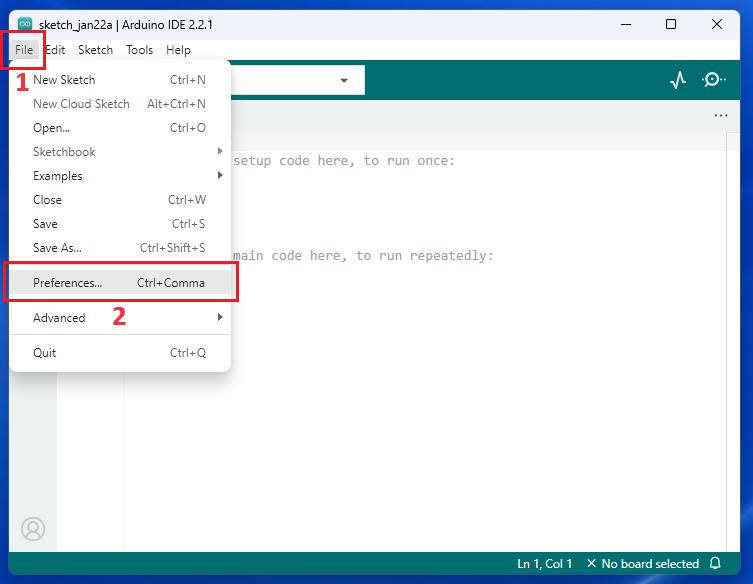 sketch_jan22a | Arduino IDE 2.2.1
File Edit Sketch Tools Help
1
New Sketch Ctrl+N
New Cloud Sketch Alt+Ctrl+N
Open... Ctrl+O
Sketchbook
Examples
Close Ctrl+W
Save Ctrl+S
Save As... Ctrl+Shift+S
Preferences... Ctrl+Comma
Advanced
2
Quit Ctrl+Q
setup code here, to run once:
main code here, to run repeatedly:
Ln 1, Col 1 × No board selected